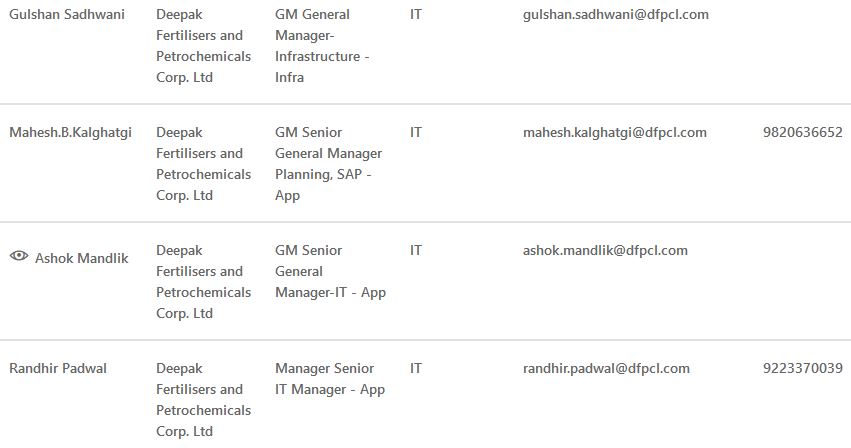 Gulshan Sadhwani
Deepak
Fertilisers and
Petrochemicals
Corp. Ltd
GM General
Manager-
Infrastructure -
Infra
IT
gulshan.sadhwani@dfpcl.com
Mahesh.B.Kalghatgi
Deepak
Fertilisers and
Petrochemicals
Corp. Ltd
GM Senior
General Manager
Planning, SAP -
App
IT
mahesh.kalghatgi@dfpcl.com
9820636652
Ashok Mandlik
Deepak
Fertilisers and
Petrochemicals
Corp. Ltd
GM Senior
General
Manager-IT - App
IT
ashok.mandlik@dfpcl.com
Randhir Padwal
Deepak
Fertilisers and
Petrochemicals
Corp. Ltd
Manager Senior
IT Manager - App
IT
randhir.padwal@dfpcl.com
9223370039